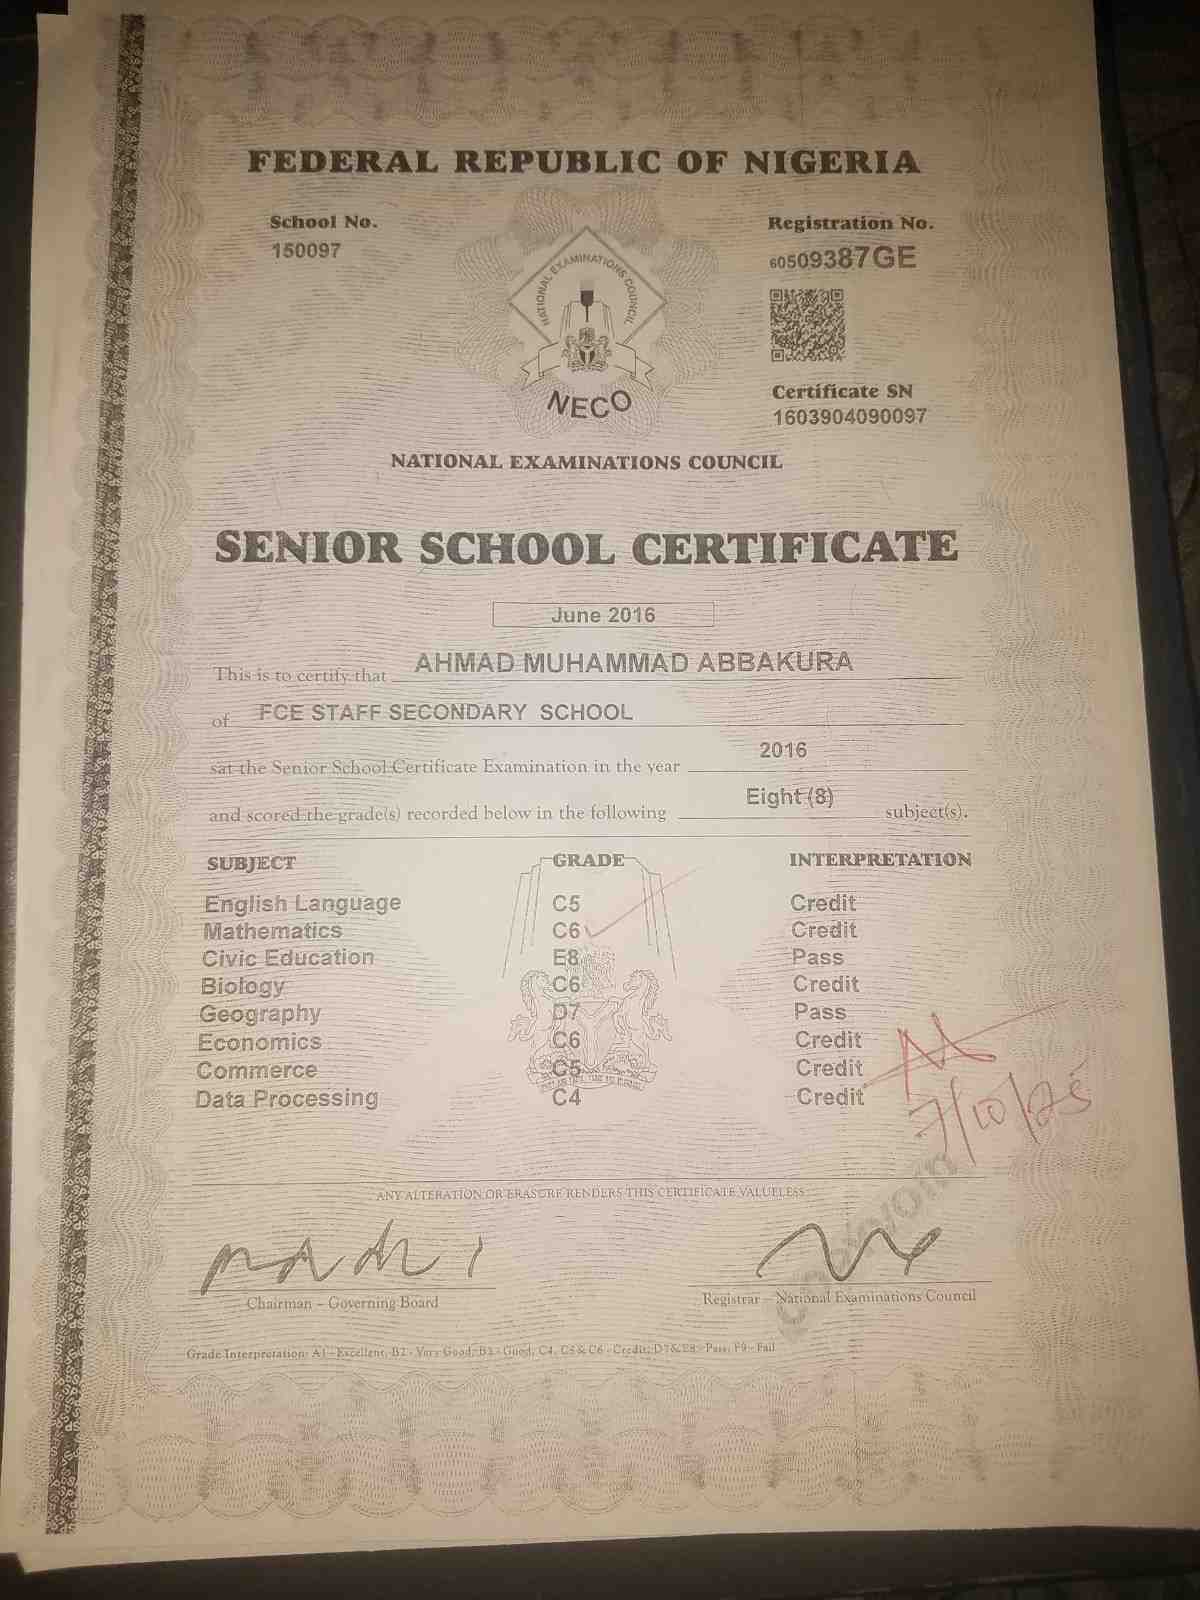 FEDERAL REPUBLIC OF NIGERIA
School No.
150097
Registration No.
60509387GE
NATIONAL EXAMINATIONS COUNCIL
NECO
Certificate SN
1603904090097
NATIONAL EXAMINATIONS COUNCIL
SENIOR SCHOOL CERTIFICATE
June 2016
This is to certify that AHMAD MUHAMMAD ABBAKURA
of FCE STAFF SECONDARY SCHOOL
sat the Senior School Certificate Examination in the year 2016
and scored the grade(s) recorded below in the following Eight (8) subject(s).
SUBJECT GRADE INTERPRETATION
English Language C5 Credit
Mathematics C6 Credit
Civic Education E8 Pass
Biology C6 Credit
Geography D7 Pass
Economics C6 Credit
Commerce C5 Credit
Data Processing C4 Credit
7/10/25
ANY ALTERATION OR ERASURE RENDERS THIS CERTIFICATE VALUELESS
Chairman – Governing Board
Registrar – National Examinations Council
Grade Interpretation: A1 - Excellent, B2 - Very Good, B3 - Good, C4, C5 & C6 - Credit, D7 & E8 - Pass, F9 - Fail